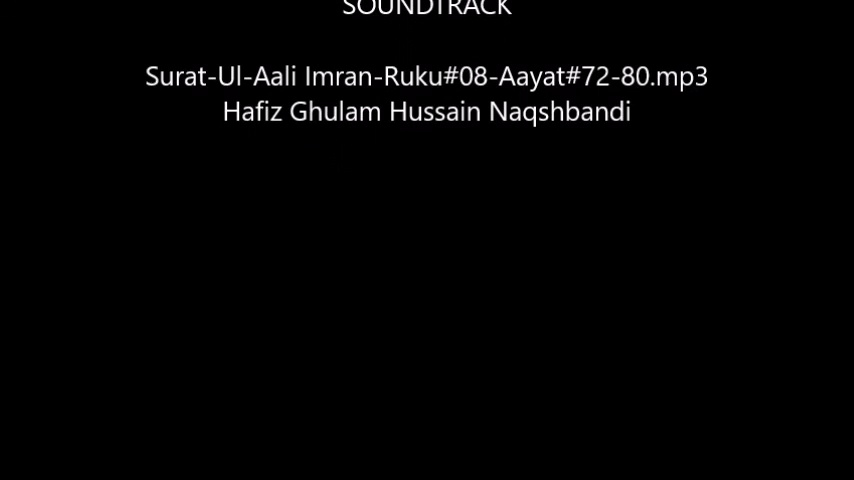 SOUNDTRACK
Surat-Ul-Aali Imran-Ruku#08-Aayat#72-80.mp3
Hafiz Ghulam Hussain Naqshbandi